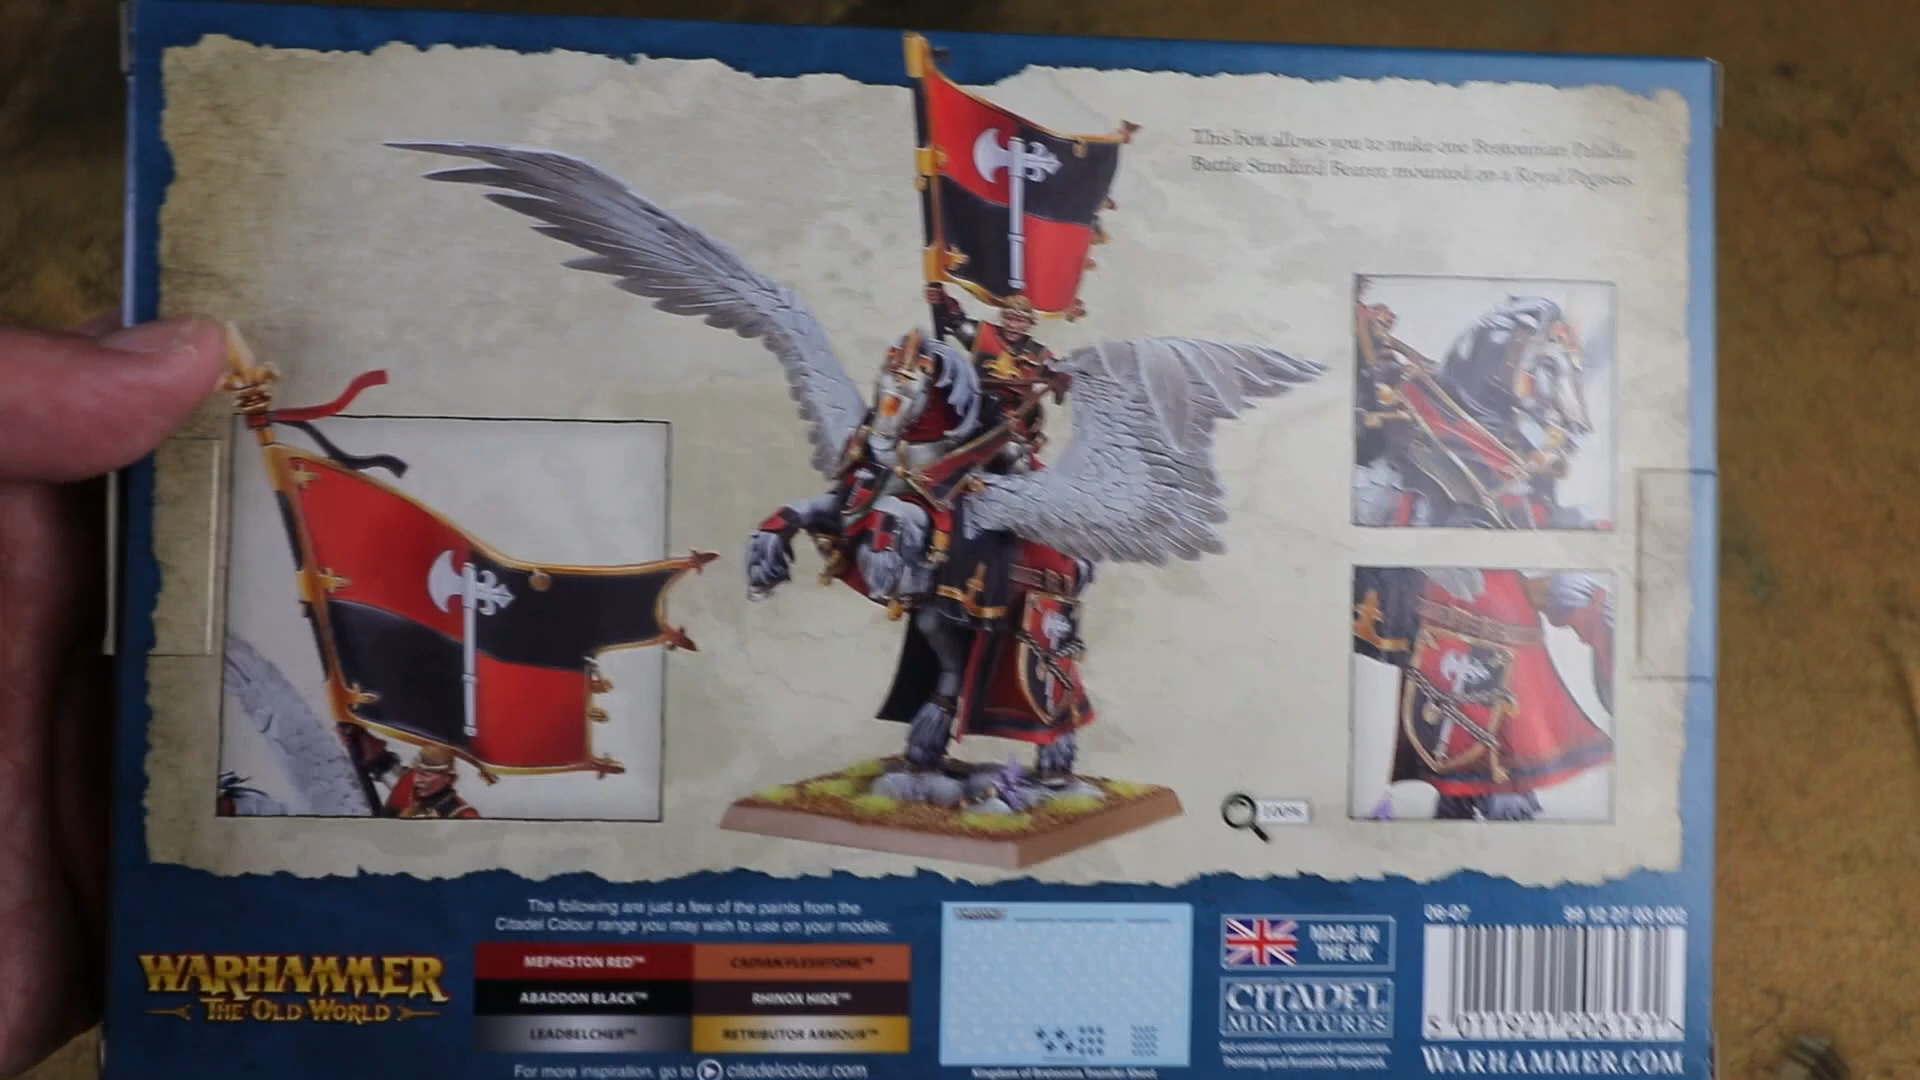 This box allows you to make one Bretonnian Paladin
Battle Standard Bearer mounted on a Royal Pegasus.
100%
The following are just a few of the paints from the
Citadel Colour range you may wish to use on your models:
MEPHISTON RED™
CADIAN FLESHTONE™
ABADDON BLACK™
RHINOX HIDE™
LEADBELCHER™
RETRIBUTOR ARMOUR™
For more inspiration, go to citadelcolour.com
WARHAMMER
THE OLD WORLD
Kingdom of Bretonnia Transfer Sheet.
MADE IN
THE UK
CITADEL
MINIATURES
06-07
WARHAMMER.COM